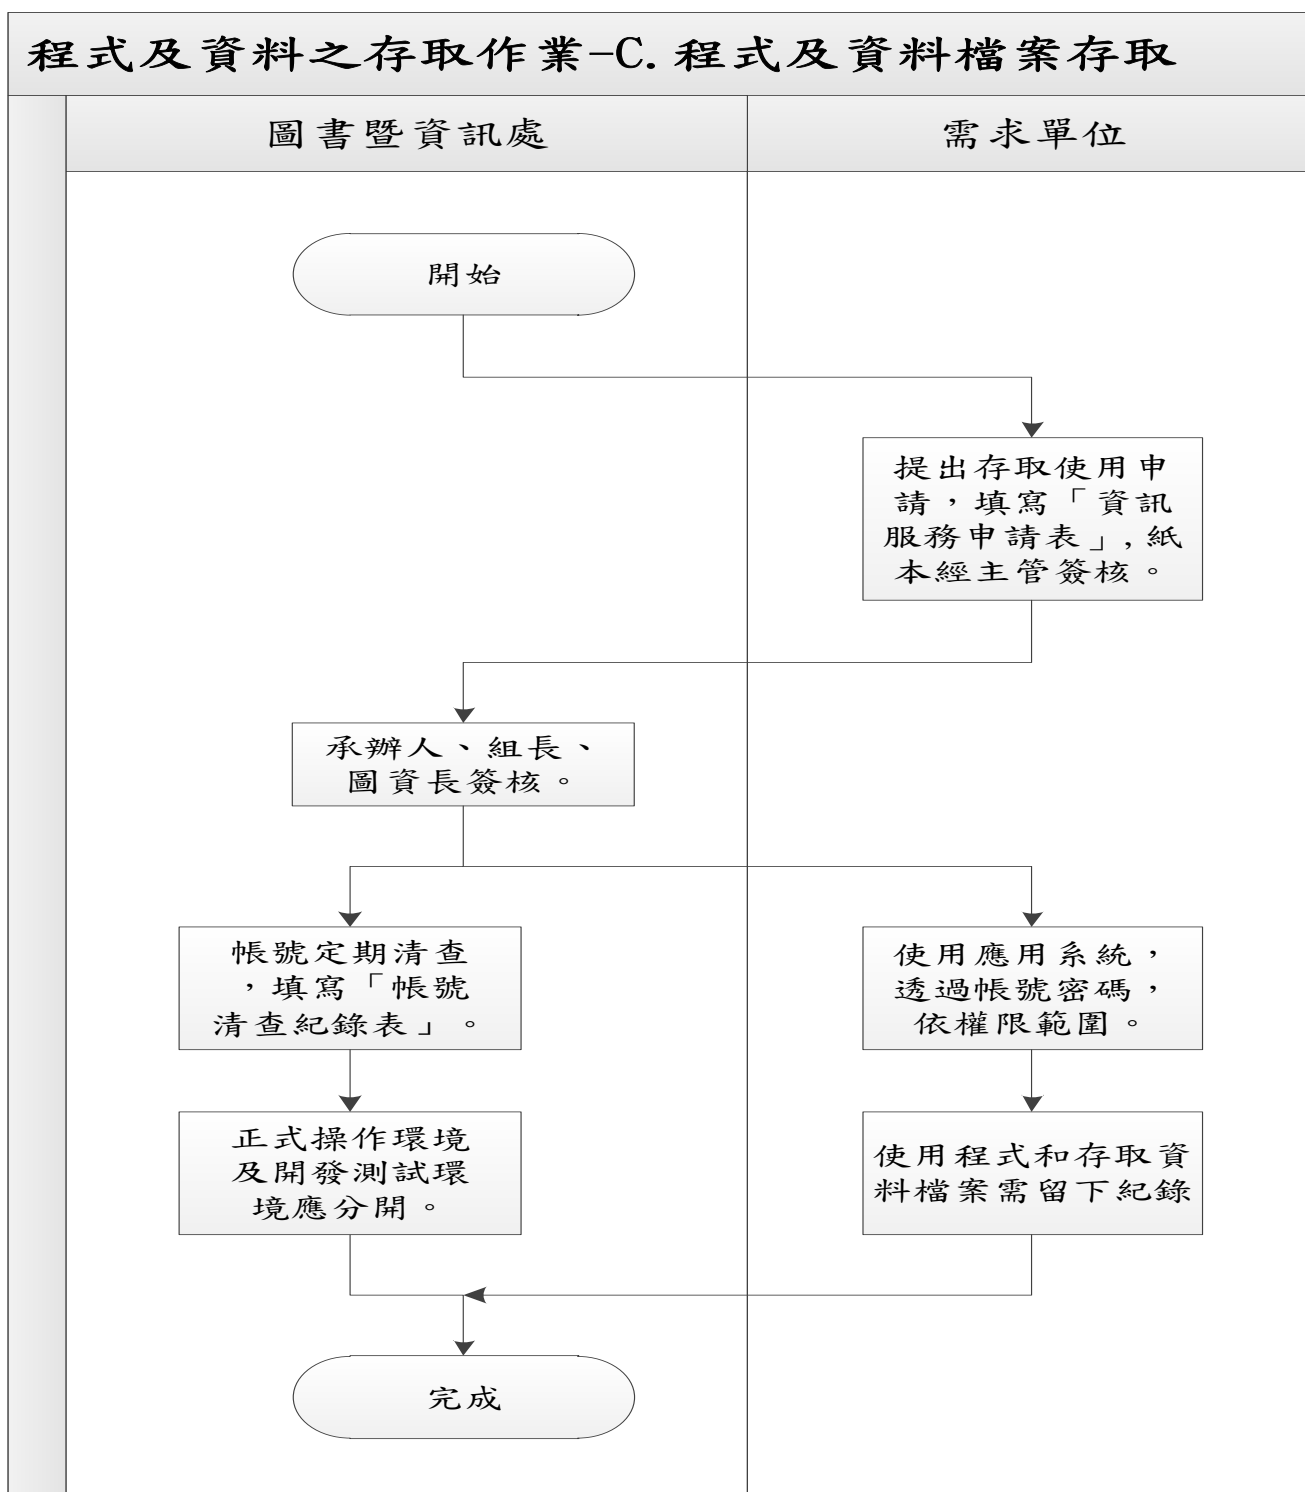 程式及資料之存取作業-C.程式及資料檔案存取
圖書暨資訊處
需求單位
開始
提出存取使用申
請，填寫「資訊
服務申請表」,紙
本經主管簽核。
承辦人、組長、
圖資長簽核。
帳號定期清查
，填寫「帳號
清查紀錄表」。
使用應用系統，
透過帳號密碼，
依權限範圍。
正式操作環境
及開發測試環
境應分開。
使用程式和存取資
料檔案需留下紀錄
完成